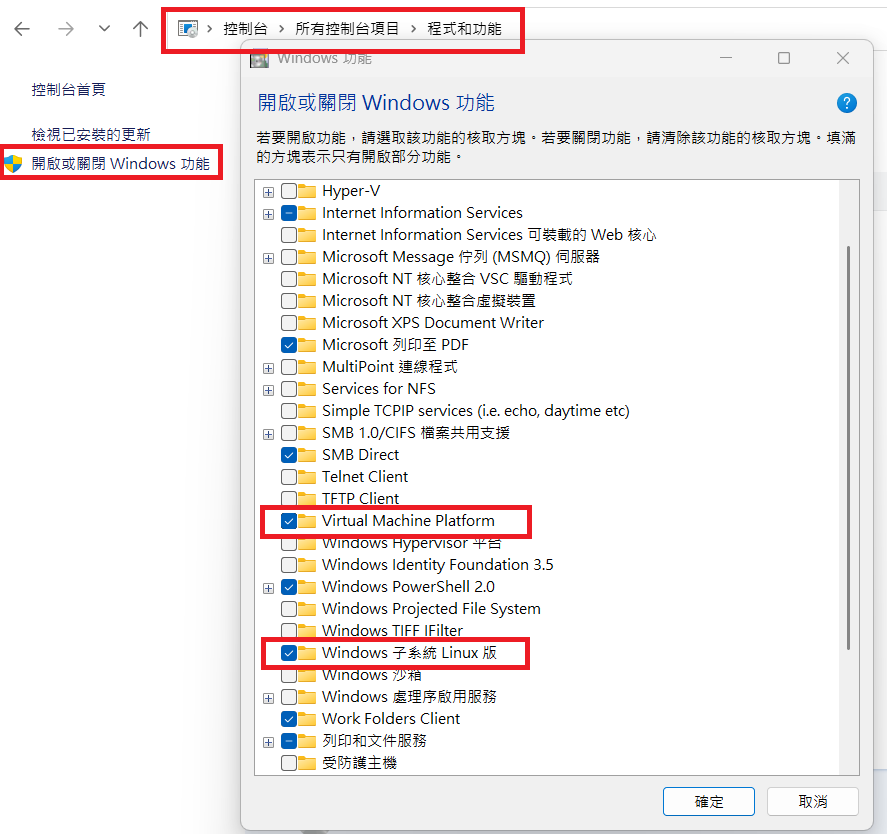 控制台 › 所有控制台項目 › 程式和功能
Windows 功能
控制台首頁
檢視已安裝的更新
開啟或關閉 Windows 功能
開啟或關閉 Windows 功能
?
若要開啟功能，請選取該功能的核取方塊。若要關閉功能，請清除該功能的核取方塊。填滿
的方塊表示只有開啟部分功能。
Hyper-V
Internet Information Services
Internet Information Services 可裝載的 Web 核心
Microsoft Message 佇列 (MSMQ) 伺服器
Microsoft NT 核心整合 VSC 驅動程式
Microsoft NT 核心整合虛擬裝置
Microsoft XPS Document Writer
Microsoft 列印至 PDF
MultiPoint 連線程式
Services for NFS
Simple TCPIP services (i.e. echo, daytime etc)
SMB 1.0/CIFS 檔案共用支援
SMB Direct
Telnet Client
TFTP Client
Virtual Machine Platform
Windows Hypervisor 平台
Windows Identity Foundation 3.5
Windows PowerShell 2.0
Windows Projected File System
Windows TIFF IFilter
Windows 子系統 Linux 版
Windows 沙箱
Windows 處理序啟用服務
Work Folders Client
列印和文件服務
受防護主機
確定
取消